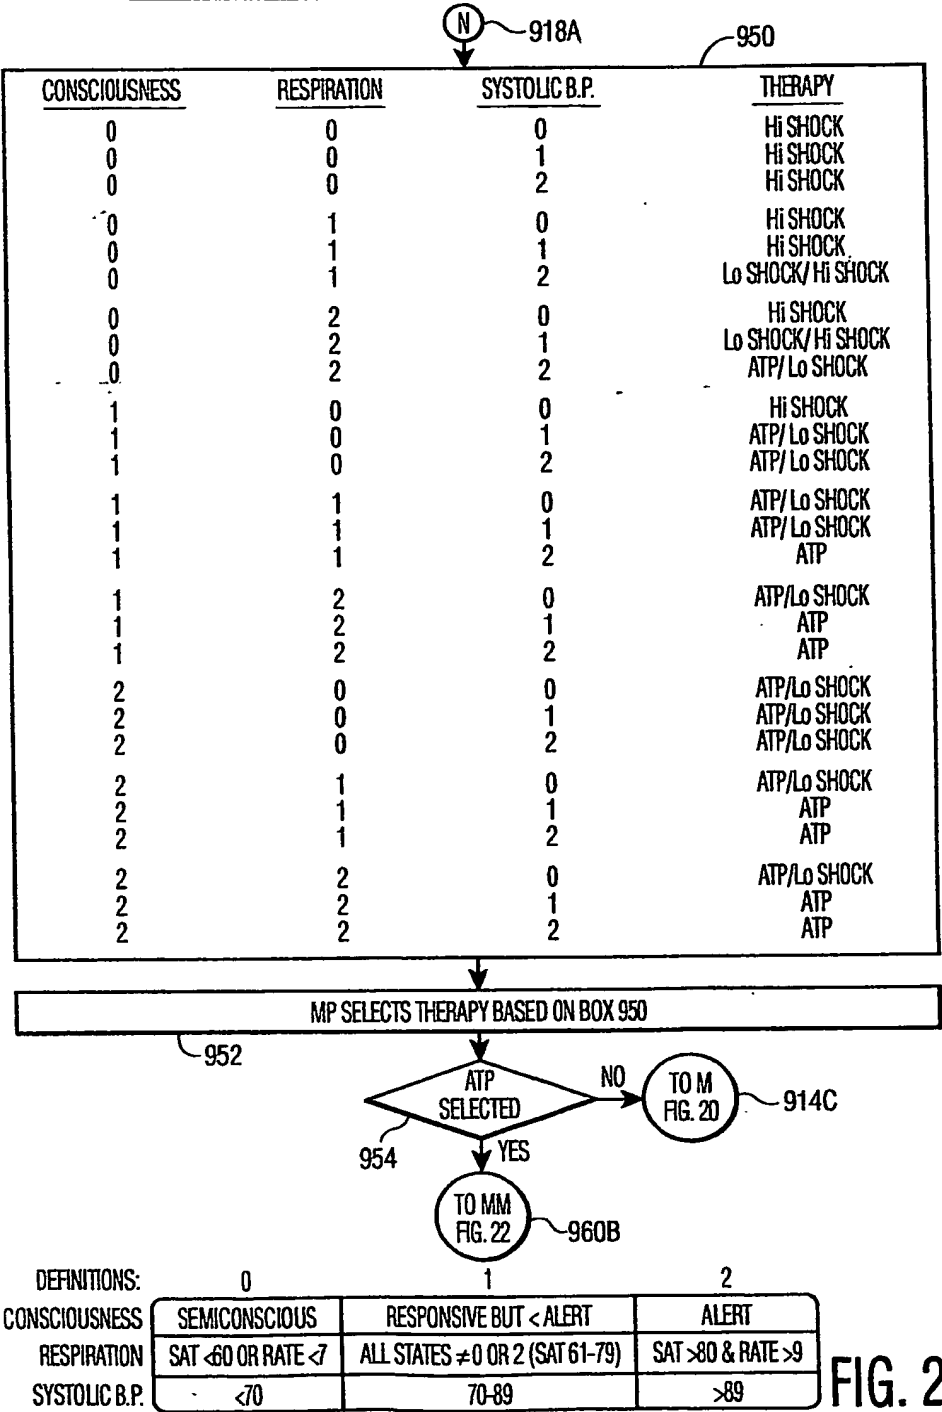 N
918A
950
CONSCIOUSNESS RESPIRATION SYSTOLIC B.P. THERAPY
0 0 0 Hi SHOCK
0 0 1 Hi SHOCK
0 0 2 Hi SHOCK
0 1 0 Hi SHOCK
0 1 1 Hi SHOCK
0 1 2 Lo SHOCK/Hi SHOCK
0 2 0 Hi SHOCK
0 2 1 Lo SHOCK/Hi SHOCK
0 2 2 ATP/Lo SHOCK
1 0 0 Hi SHOCK
1 0 1 ATP/Lo SHOCK
1 0 2 ATP/Lo SHOCK
1 1 0 ATP/Lo SHOCK
1 1 1 ATP/Lo SHOCK
1 1 2 ATP
1 2 0 ATP/Lo SHOCK
1 2 1 ATP
1 2 2 ATP
2 0 0 ATP/Lo SHOCK
2 0 1 ATP/Lo SHOCK
2 0 2 ATP/Lo SHOCK
2 1 0 ATP/Lo SHOCK
2 1 1 ATP
2 1 2 ATP
2 2 0 ATP/Lo SHOCK
2 2 1 ATP
2 2 2 ATP
MP SELECTS THERAPY BASED ON BOX 950
952
ATP
SELECTED
954
NO
TO M
FIG. 20
914C
YES
TO MM
FIG. 22
960B
DEFINITIONS: 0 1 2
CONSCIOUSNESS SEMICONSCIOUS RESPONSIVE BUT < ALERT ALERT
RESPIRATION SAT <60 OR RATE <7 ALL STATES ≠0 OR 2 (SAT 61-79) SAT >80 & RATE >9
SYSTOLIC B.P. <70 70-89 >89
FIG. 2